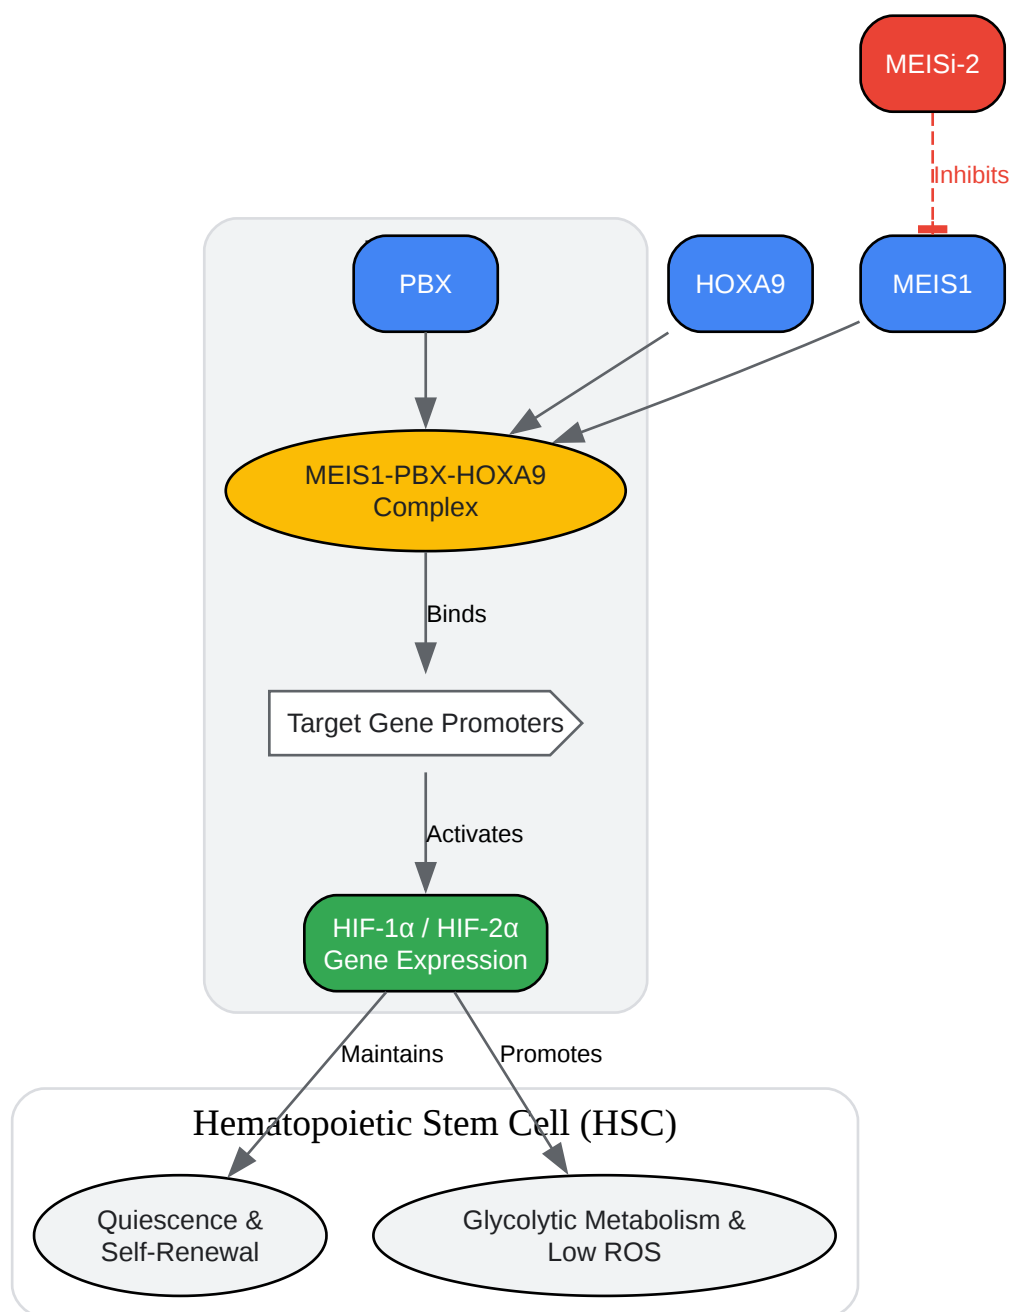 MEISi-2
Inhibits
PBX
HOXA9
MEIS1
MEIS1-PBX-HOXA9
Complex
Binds
Target Gene Promoters
Activates
HIF-1α / HIF-2α
Gene Expression
Maintains
Promotes
Hematopoietic Stem Cell (HSC)
Quiescence &
Self-Renewal
Glycolytic Metabolism &
Low ROS